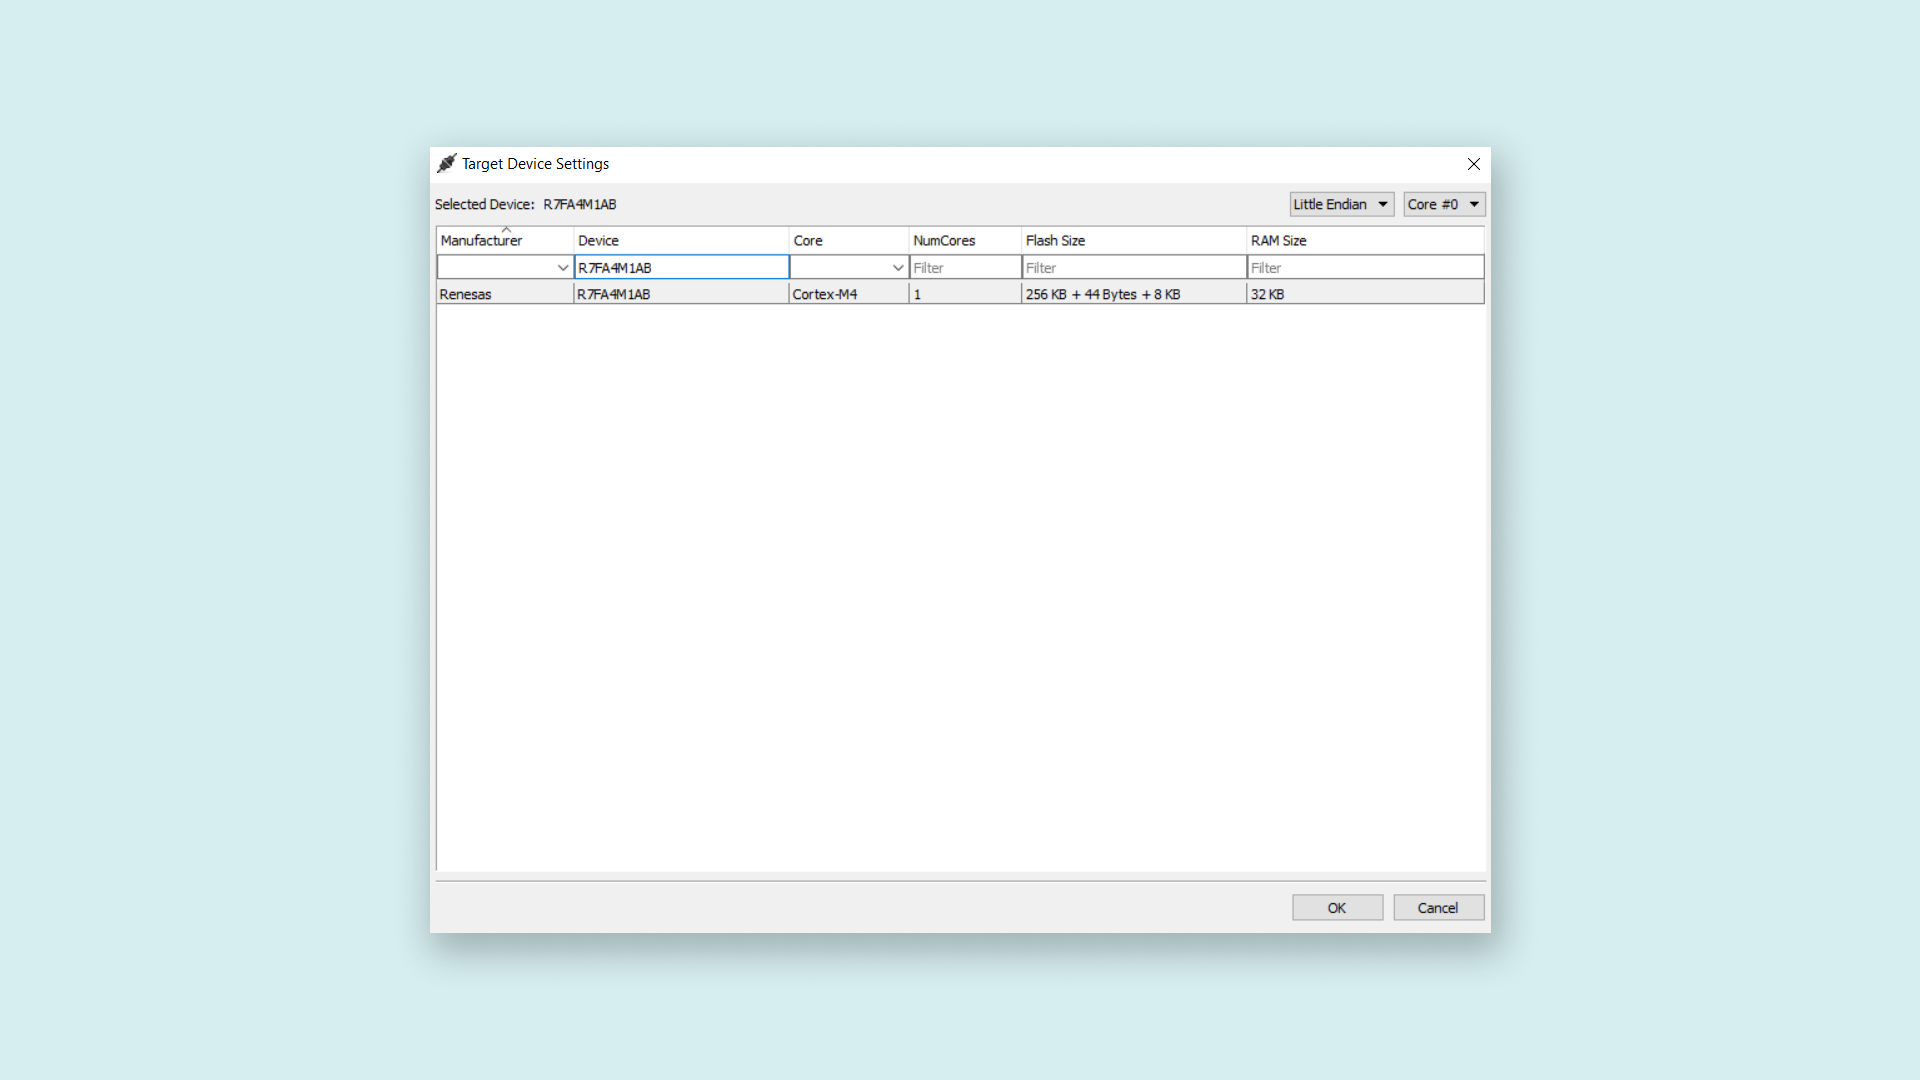 Target Device Settings
Selected Device: R7FA4M1AB Little Endian Core #0
Manufacturer Device Core NumCores Flash Size RAM Size
R7FA4M1AB Filter Filter Filter
Renesas R7FA4M1AB Cortex-M4 1 256 KB + 44 Bytes + 8 KB 32 KB
OK Cancel